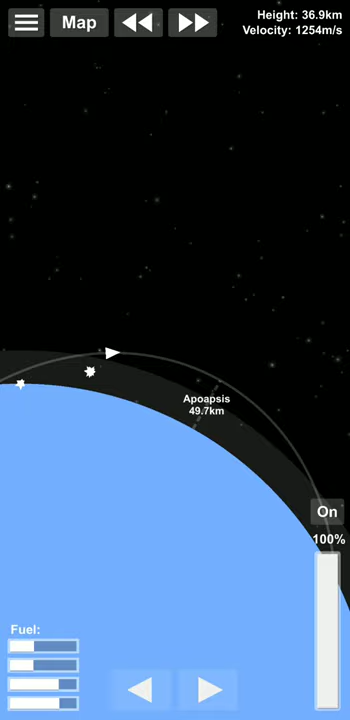 Map
Height: 36.9km
Velocity: 1254m/s
Apoapsis
49.7km
On
100%
Fuel: